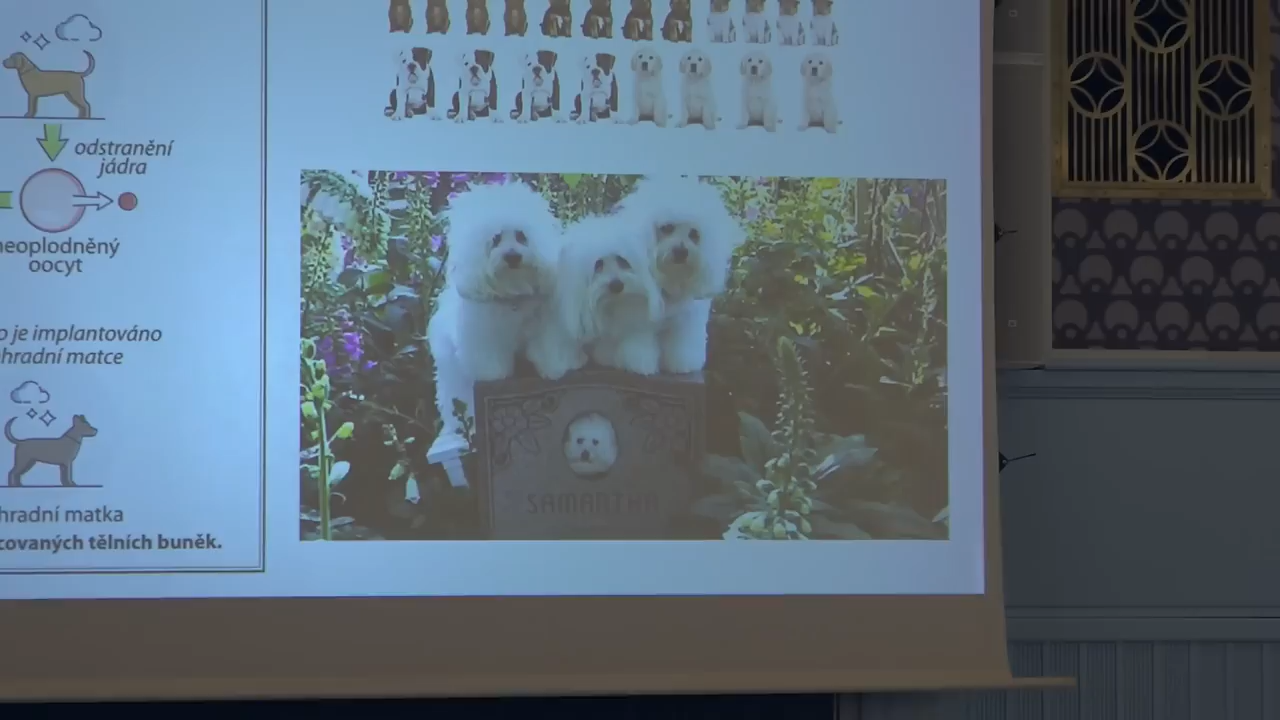 odstranění
jádra
neoplodněný
oocyt
o je implantováno
hradní matce
hradní matka
covaných tělních buněk.
SAMANTHA